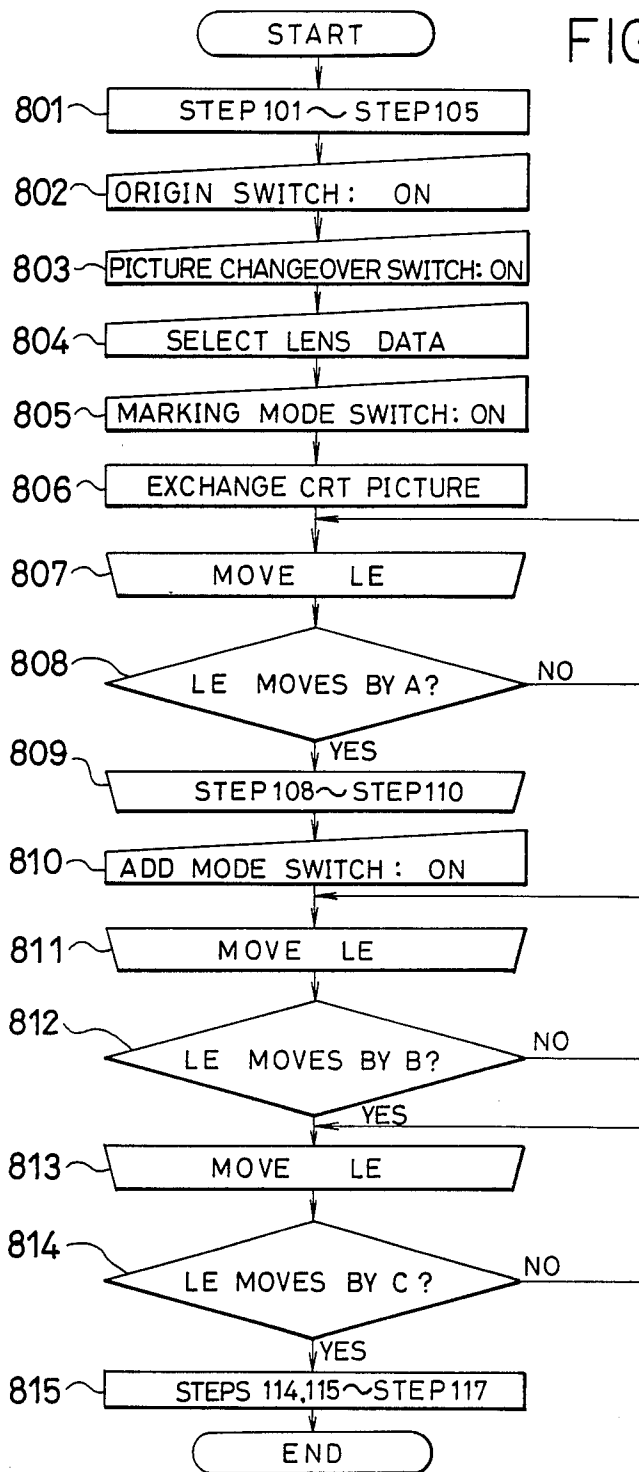 START
FIG
801 STEP 101~STEP 105
802 ORIGIN SWITCH: ON
803 PICTURE CHANGEOVER SWITCH: ON
804 SELECT LENS DATA
805 MARKING MODE SWITCH: ON
806 EXCHANGE CRT PICTURE
807 MOVE LE
808 LE MOVES BY A? NO
YES
809 STEP 108~STEP 110
810 ADD MODE SWITCH: ON
811 MOVE LE
812 LE MOVES BY B? NO
YES
813 MOVE LE
814 LE MOVES BY C? NO
YES
815 STEPS 114,115~STEP 117
END